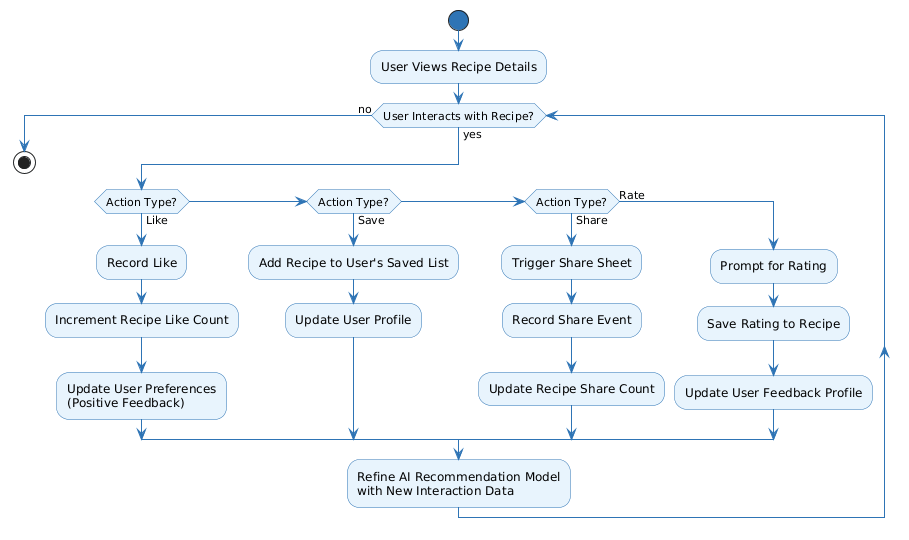 User Views Recipe Details
no
User Interacts with Recipe?
yes
Action Type?
Like
Action Type?
Save
Action Type?
Share
Rate
Record Like
Increment Recipe Like Count
Update User Preferences
(Positive Feedback)
Add Recipe to User's Saved List
Update User Profile
Trigger Share Sheet
Record Share Event
Update Recipe Share Count
Prompt for Rating
Save Rating to Recipe
Update User Feedback Profile
Refine AI Recommendation Model
with New Interaction Data